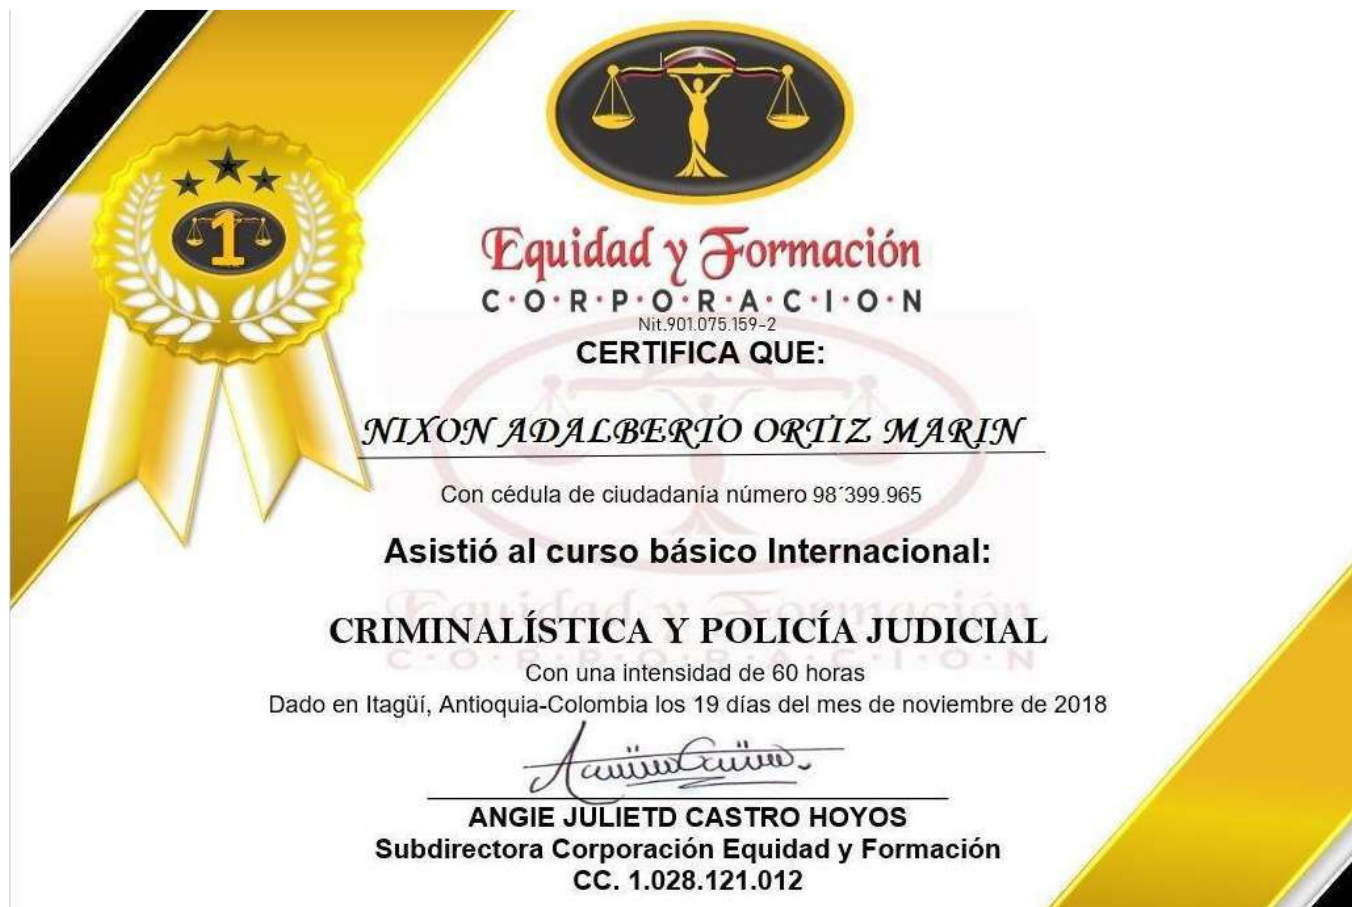 1
Equidad y Formación
C·O·R·P·O·R·A·C·I·O·N
Nit.901.075.159-2
CERTIFICA QUE:
NIXON ADALBERTO ORTIZ MARIN
Con cédula de ciudadanía número 98´399.965
Asistió al curso básico Internacional:
Equidad y Formación
CRIMINALÍSTICA Y POLICÍA JUDICIAL
C·O·R·P·O·R·A·C·I·O·N
Con una intensidad de 60 horas
Dado en Itagüí, Antioquia-Colombia los 19 días del mes de noviembre de 2018
ANGIE JULIETD CASTRO HOYOS
Subdirectora Corporación Equidad y Formación
CC. 1.028.121.012